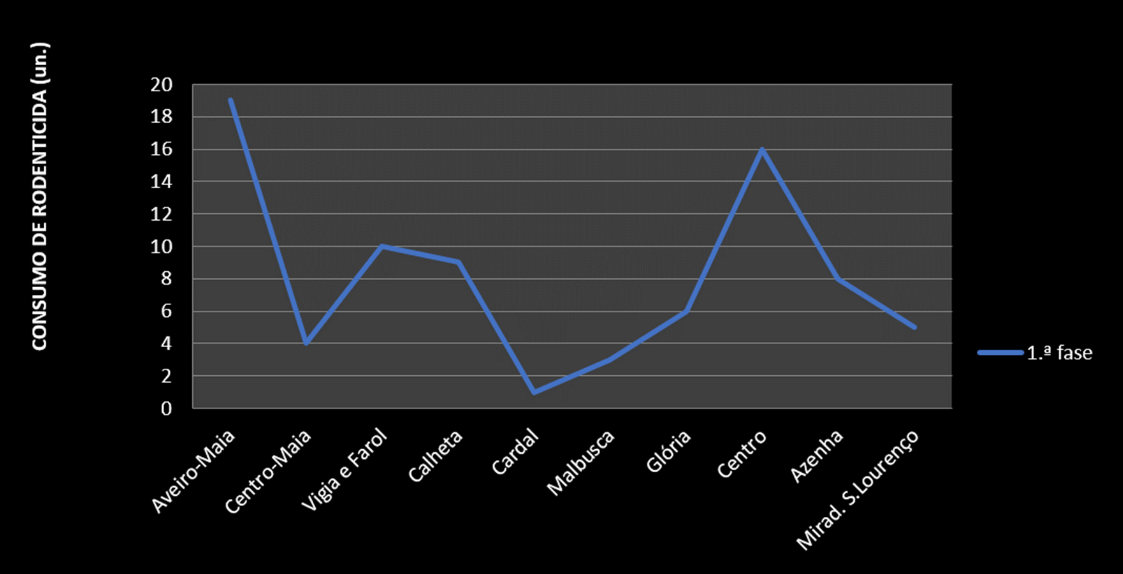 CONSUMO DE RODENTICIDA (un.)
20
18
16
14
12
10
8
6
4
2
0
Aveiro-Maia
Centro-Maia
Vigia e Farol
Calheta
Cardal
Malbusca
Glória
Centro
Azenha
Mirad. S.Lourenço
1.ª fase